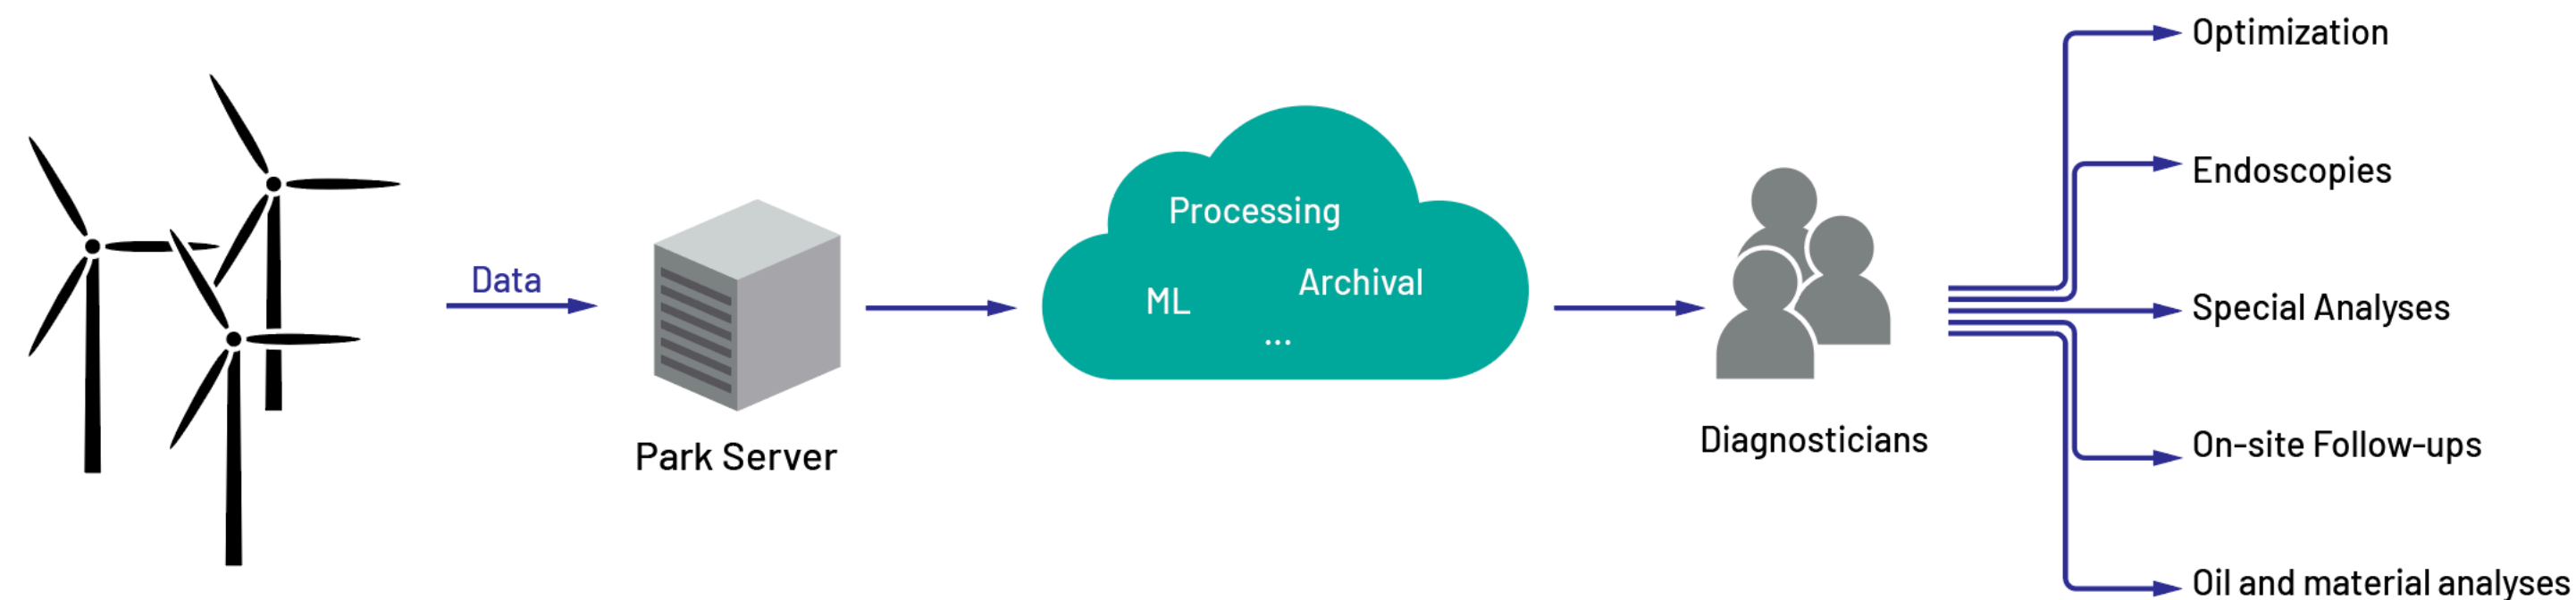 Data
Park Server
Processing
ML
Archival
...
Diagnosticians
Optimization
Endoscopies
Special Analyses
On-site Follow-ups
Oil and material analyses